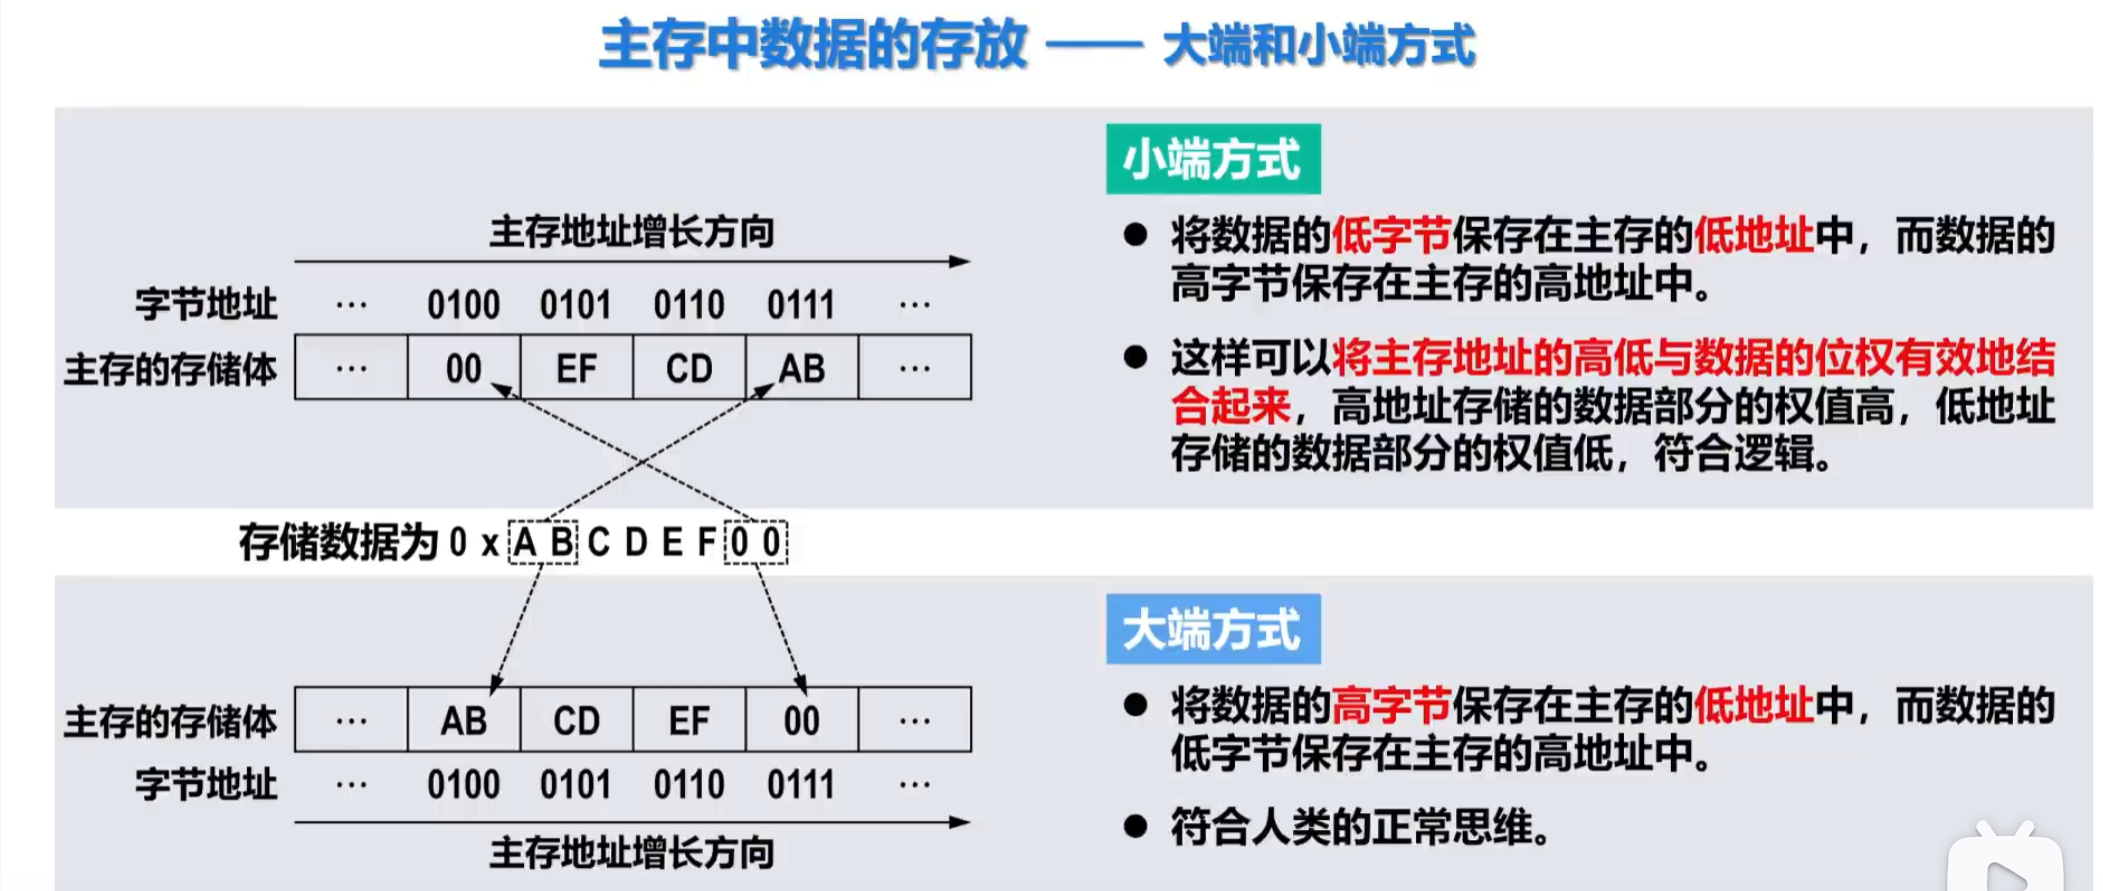 主存中数据的存放 —— 大端和小端方式
小端方式
主存地址增长方向
字节地址 … 0100 0101 0110 0111 …
主存的存储体 … 00 EF CD AB …
● 将数据的低字节保存在主存的低地址中，而数据的
高字节保存在主存的高地址中。
● 这样可以将主存地址的高低与数据的位权有效地结
合起来，高地址存储的数据部分的权值高，低地址
存储的数据部分的权值低，符合逻辑。
存储数据为 0 x A B C D E F 0 0
大端方式
主存的存储体 … AB CD EF 00 …
字节地址 … 0100 0101 0110 0111 …
主存地址增长方向
● 将数据的高字节保存在主存的低地址中，而数据的
低字节保存在主存的高地址中。
● 符合人类的正常思维。